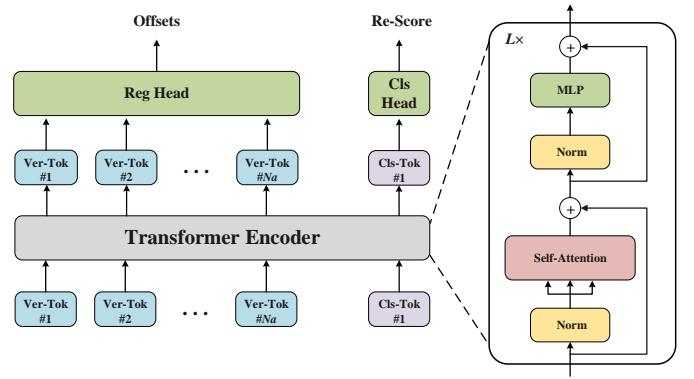 Offsets
Re-Score
L×
Reg Head
Cls
Head
MLP
Ver-Tok
#1
Ver-Tok
#2
. . .
Ver-Tok
#Na
Cls-Tok
#1
Norm
Transformer Encoder
Self-Attention
Ver-Tok
#1
Ver-Tok
#2
. . .
Ver-Tok
#Na
Cls-Tok
#1
Norm